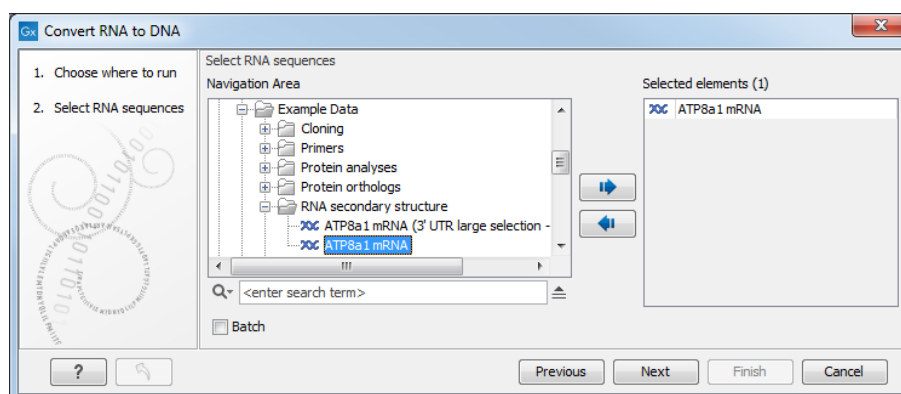 Gx Convert RNA to DNA
1. Choose where to run
2. Select RNA sequences
Select RNA sequences
Navigation Area
Example Data
Cloning
Primers
Protein analyses
Protein orthologs
RNA secondary structure
ATP8a1 mRNA (3' UTR large selection -
ATP8a1 mRNA
<enter search term>
Batch
Selected elements (1)
ATP8a1 mRNA
?
Previous
Next
Finish
Cancel